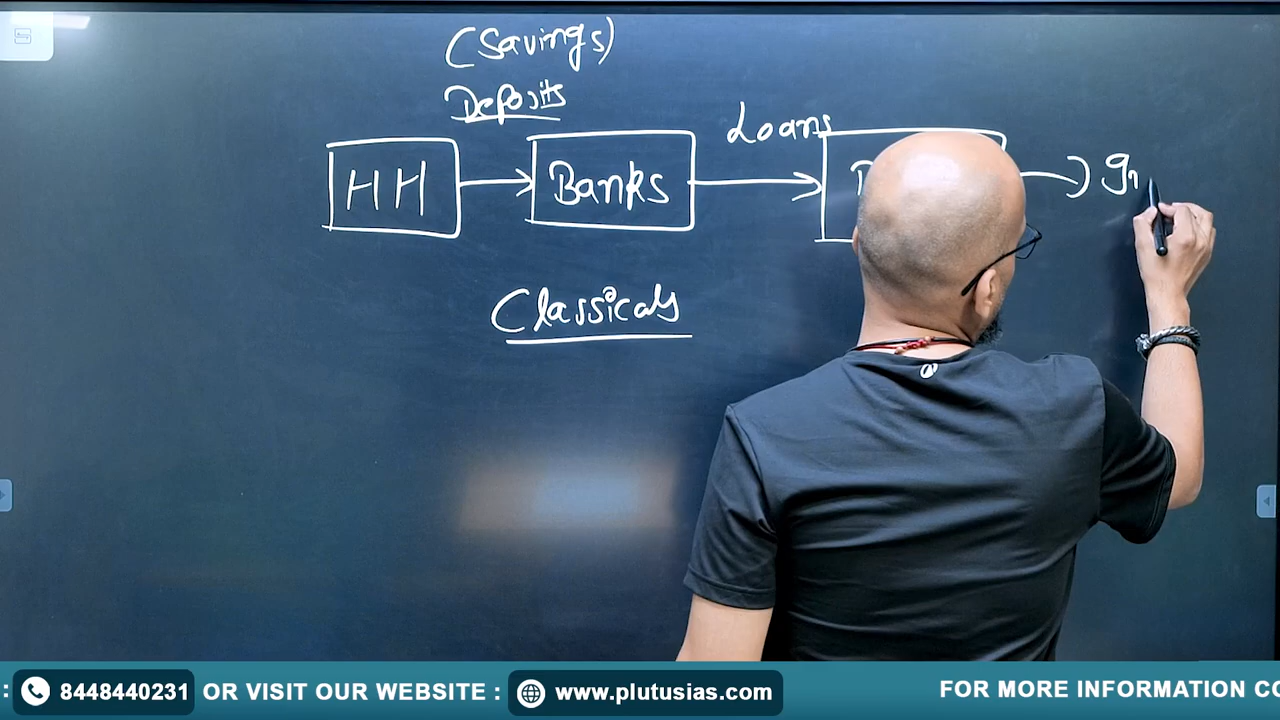 (Savings)
Deposits
Loans
HH
Banks
Classicals
: 8448440231 OR VISIT OUR WEBSITE : www.plutusias.com FOR MORE INFORMATION CO